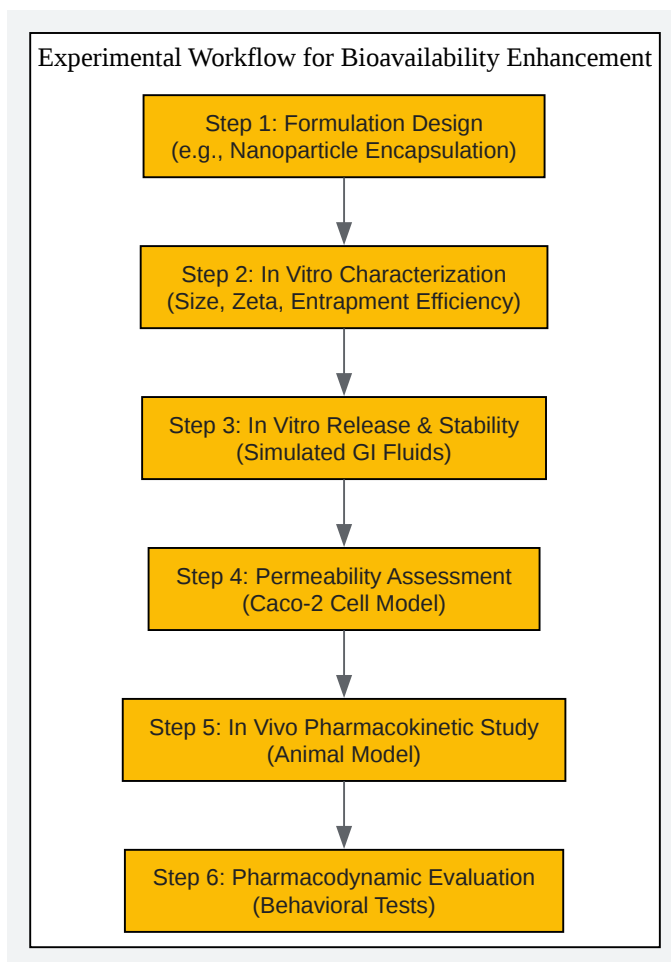 Experimental Workflow for Bioavailability Enhancement
Step 1: Formulation Design
(e.g., Nanoparticle Encapsulation)
Step 2: In Vitro Characterization
(Size, Zeta, Entrapment Efficiency)
Step 3: In Vitro Release & Stability
(Simulated GI Fluids)
Step 4: Permeability Assessment
(Caco-2 Cell Model)
Step 5: In Vivo Pharmacokinetic Study
(Animal Model)
Step 6: Pharmacodynamic Evaluation
(Behavioral Tests)